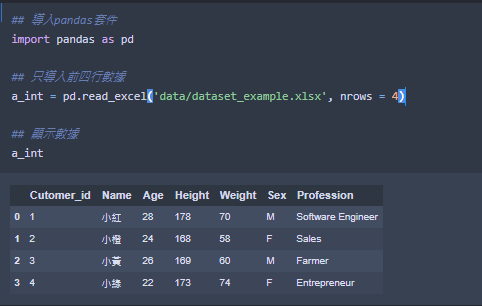 ## 導入pandas套件
import pandas as pd
## 只導入前四行數據
a_int = pd.read_excel('data/dataset_example.xlsx', nrows = 4)
## 顯示數據
a_int
Cutomer_id Name Age Height Weight Sex Profession
0 1 小紅 28 178 70 M Software Engineer
1 2 小橙 24 168 58 F Sales
2 3 小黃 26 169 60 M Farmer
3 4 小綠 22 173 74 F Entrepreneur